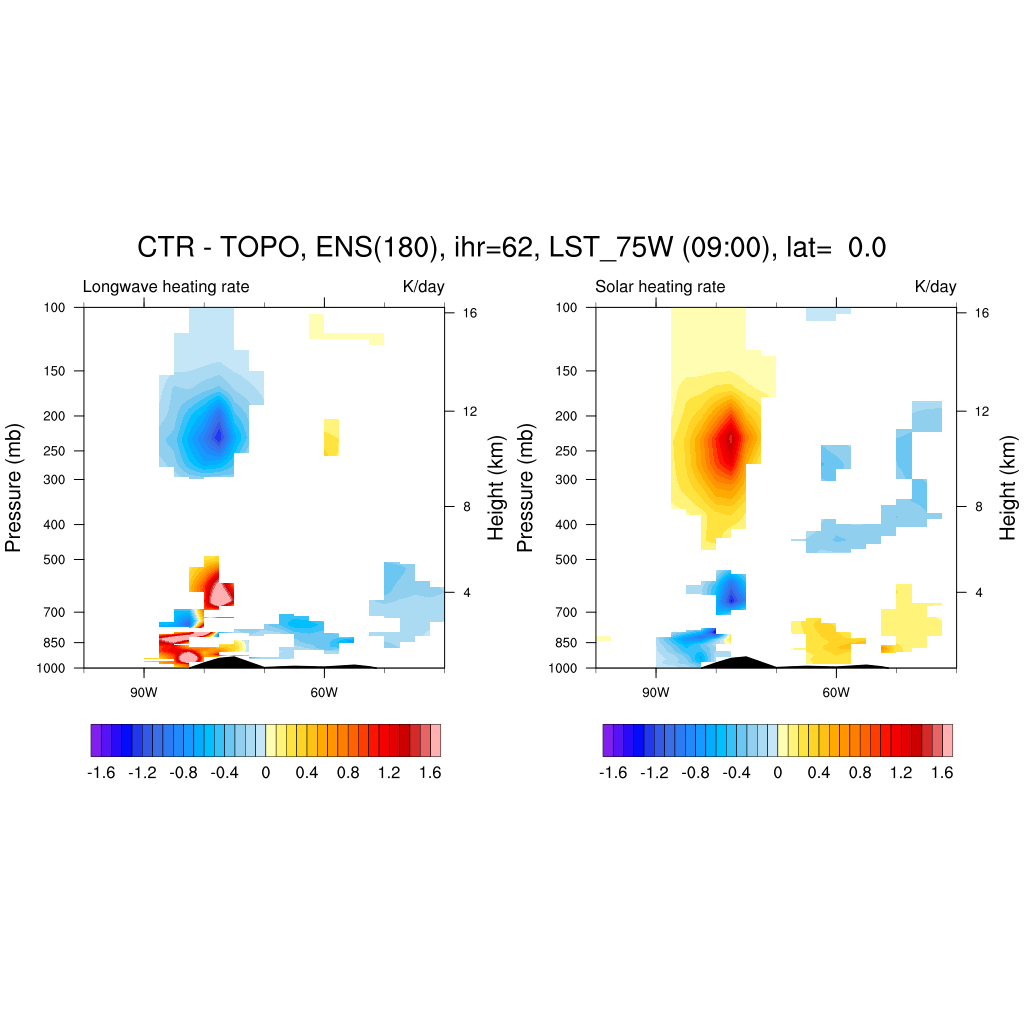 CTR - TOPO, ENS(180), ihr=62, LST_75W (09:00), lat=  0.0
Longwave heating rate K/day
Solar heating rate K/day
100
150
200
250
300
400
500
700
850
1000
Pressure (mb)
16
12
8
4
Height (km)
90W 60W
100
150
200
250
300
400
500
700
850
1000
Pressure (mb)
16
12
8
4
Height (km)
90W 60W
-1.6 -1.2 -0.8 -0.4 0 0.4 0.8 1.2 1.6
-1.6 -1.2 -0.8 -0.4 0 0.4 0.8 1.2 1.6